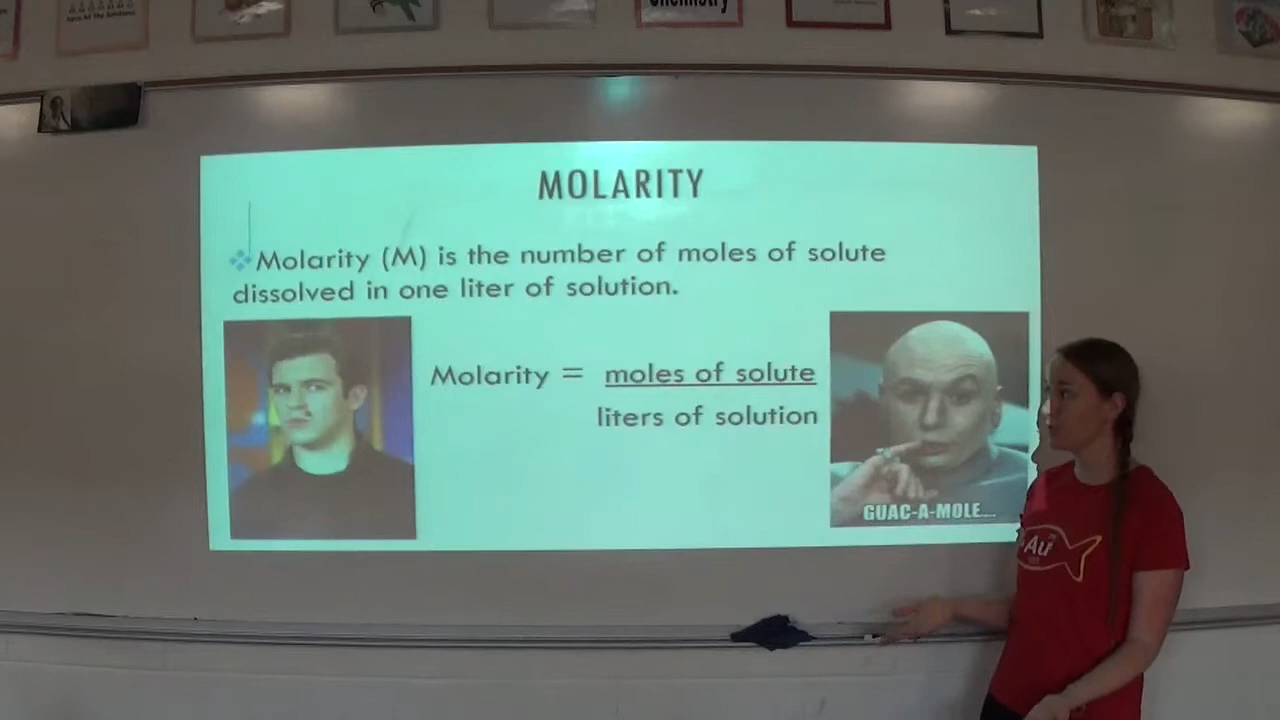 Chemistry
MOLARITY
Molarity (M) is the number of moles of solute
dissolved in one liter of solution.
Molarity = moles of solute
liters of solution
GUAC-A-MOLE....
Au